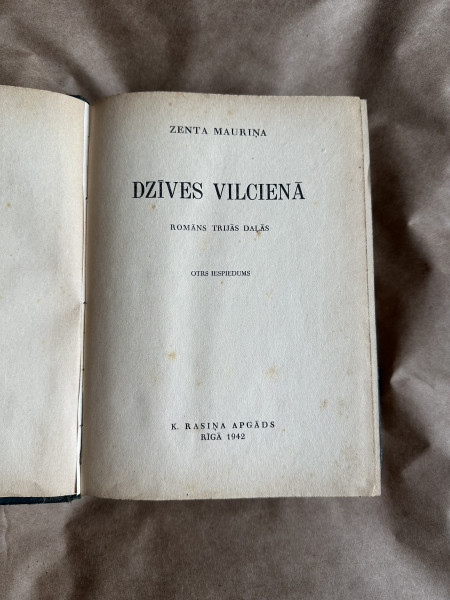 ZENTA MAURIŅA
DZĪVES VILCIENĀ
ROMĀNS TRIJĀS DAĻĀS
OTRS IESPIEDUMS
K. RASIŅA APGĀDS
RĪGĀ 1942